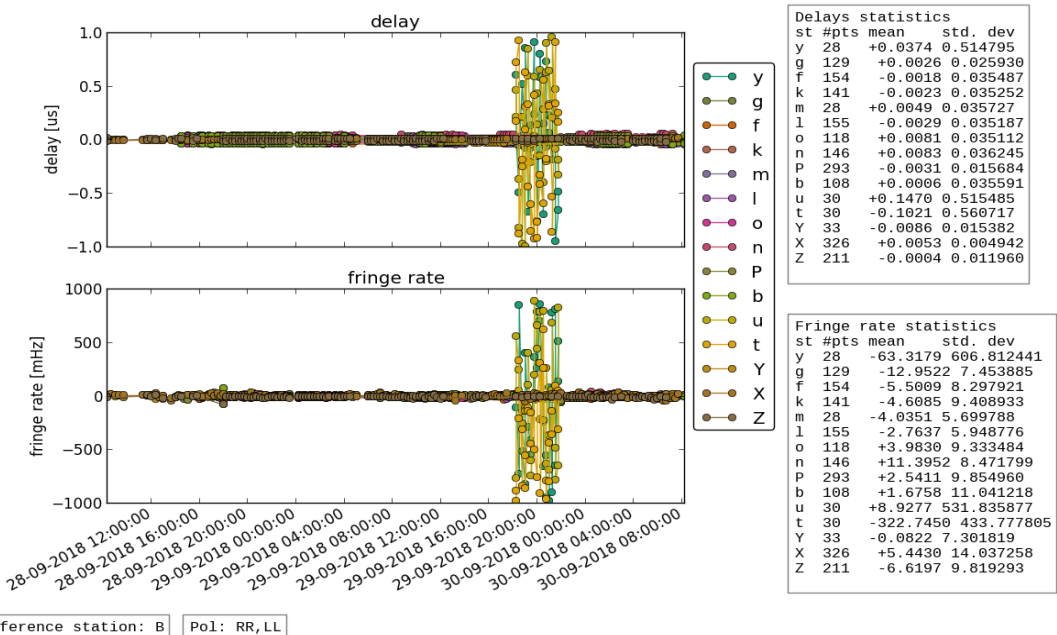 delay
1.0
0.5
0.0
−0.5
−1.0
delay [us]
fringe rate
1000
500
0
−500
−1000
fringe rate [mHz]
28-09-2018 12:00:00
28-09-2018 16:00:00
28-09-2018 20:00:00
29-09-2018 00:00:00
29-09-2018 04:00:00
29-09-2018 08:00:00
29-09-2018 12:00:00
29-09-2018 16:00:00
29-09-2018 20:00:00
30-09-2018 00:00:00
30-09-2018 04:00:00
30-09-2018 08:00:00
y
g
f
k
m
l
o
n
P
b
u
t
Y
X
Z
Delays statistics
st #pts mean std. dev
y 28 +0.0374 0.514795
g 129 +0.0026 0.025930
f 154 -0.0018 0.035487
k 141 -0.0023 0.035252
m 28 +0.0049 0.035727
l 155 -0.0029 0.035187
o 118 +0.0081 0.035112
n 146 +0.0083 0.036245
P 293 -0.0031 0.015684
b 108 +0.0006 0.035591
u 30 +0.1470 0.515485
t 30 -0.1021 0.560717
Y 33 -0.0086 0.015382
X 326 +0.0053 0.004942
Z 211 -0.0004 0.011960
Fringe rate statistics
st #pts mean std. dev
y 28 -63.3179 606.812441
g 129 -12.9522 7.453885
f 154 -5.5009 8.297921
k 141 -4.6085 9.408933
m 28 -4.0351 5.699788
l 155 -2.7637 5.948776
o 118 +3.9830 9.333484
n 146 +11.3952 8.471799
P 293 +2.5411 9.854960
b 108 +1.6758 11.041218
u 30 +8.9277 531.835877
t 30 -322.7450 433.777805
Y 33 -0.0822 7.301819
X 326 +5.4430 14.037258
Z 211 -6.6197 9.819293
ference station: B
Pol: RR,LL